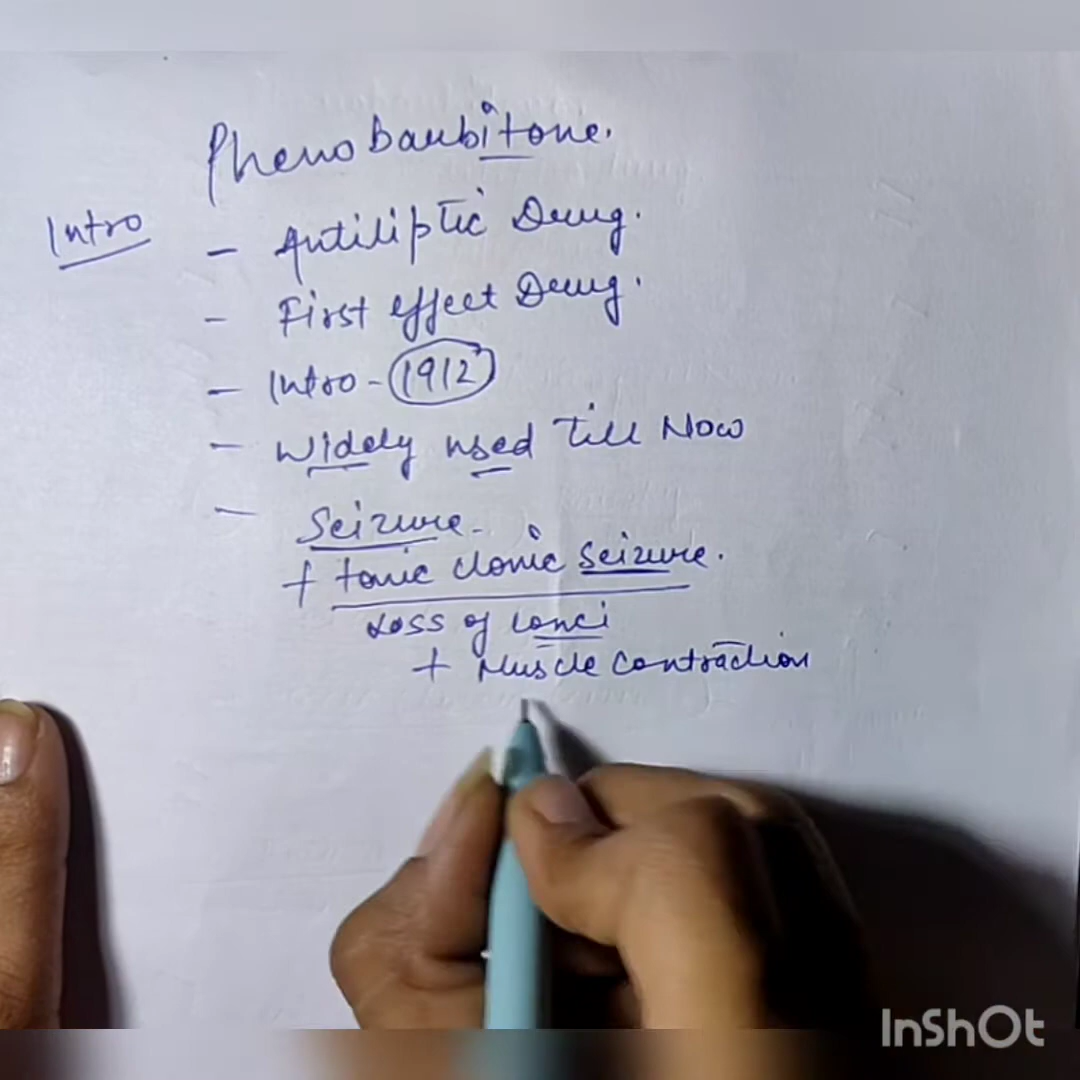 Phenobarbitone.
Intro
- Antiliptic Drug.
- First effect Drug.
- Intro - 1912
- Widely used Till Now
- Seizure -
+ tonic clonic seizure.
Loss of Conci
+ Muscle contraction
InShOt